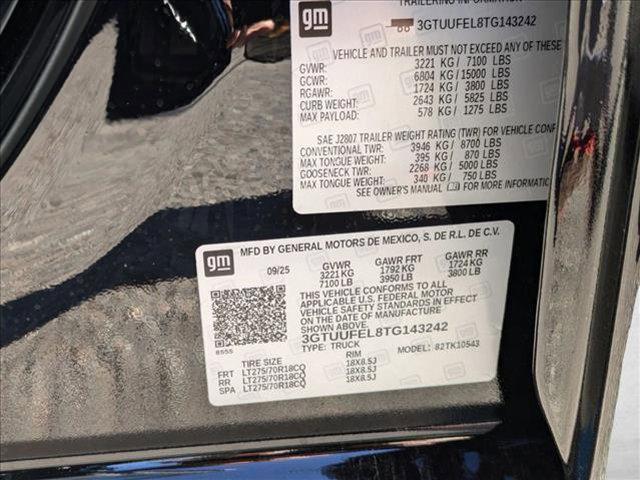 gm
TRAILERING INFORMATION
3GTUUFEL8TG143242
VEHICLE AND TRAILER MUST NOT EXCEED ANY OF THESE
GVWR: 3221 KG / 7100 LBS
GCWR: 6804 KG / 15000 LBS
RGAWR: 1724 KG / 3800 LBS
CURB WEIGHT: 2643 KG / 5825 LBS
MAX PAYLOAD: 578 KG / 1275 LBS
SAE J2807 TRAILER WEIGHT RATING (TWR) FOR VEHICLE CONF
CONVENTIONAL TWR: 3946 KG / 8700 LBS
MAX TONGUE WEIGHT: 395 KG / 870 LBS
GOOSENECK TWR: 2268 KG / 5000 LBS
MAX TONGUE WEIGHT: 340 KG / 750 LBS
SEE OWNER'S MANUAL FOR MORE INFORMATIC
gm
MFD BY GENERAL MOTORS DE MEXICO, S. DE R.L. DE C.V.
09/25 GVWR GAWR FRT GAWR RR
3221 KG 1792 KG 1724 KG
7100 LB 3950 LB 3800 LB
THIS VEHICLE CONFORMS TO ALL
APPLICABLE U.S. FEDERAL MOTOR
VEHICLE SAFETY STANDARDS IN EFFECT
ON THE DATE OF MANUFACTURE
SHOWN ABOVE.
3GTUUFEL8TG143242
8555
TYPE: TRUCK MODEL: 82TK10543
TIRE SIZE RIM
FRT LT275/70R18CQ 18X8.5J
RR LT275/70R18CQ 18X8.5J
SPA LT275/70R18CQ 18X8.5J